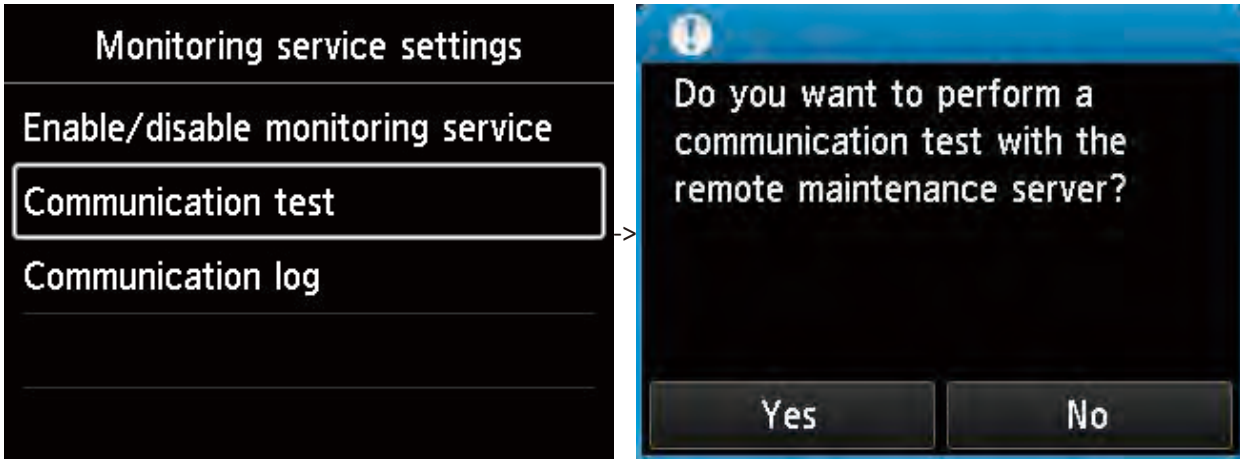 Monitoring service settings
Enable/disable monitoring service
Communication test
Communication log
->
Do you want to perform a
communication test with the
remote maintenance server?
Yes
No